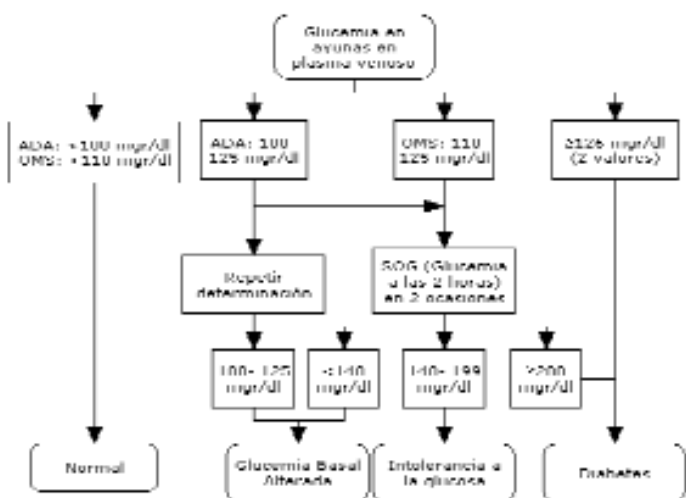 Glucemia en
ayunas en
plasma venoso
ADA: <100 mgr/dl
OMS: <110 mgr/dl
ADA: 100
125 mgr/dl
OMS: 110
125 mgr/dl
≥126 mgr/dl
(2 valores)
Repetir
determinación
SOG (Glucemia
a las 2 horas)
en 2 ocasiones
100- 125
mgr/dl
<140
mgr/dl
140- 199
mgr/dl
≥200
mgr/dl
Normal
Glucemia Basal
Alterada
Intolerancia a
la glucosa
Diabetes